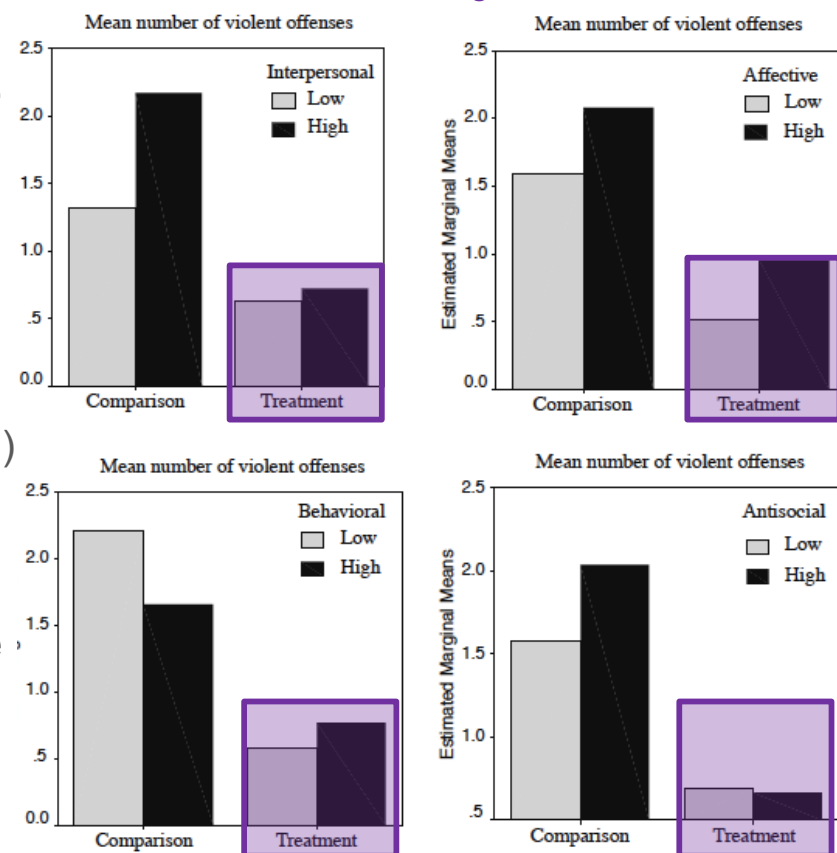 Mean number of violent offenses
2.5
2.0
1.5
1.0
.5
0.0
Interpersonal
Low
High
Comparison
Treatment
Mean number of violent offenses
Estimated Marginal Means
2.5
2.0
1.5
1.0
.5
0.0
Affective
Low
High
Comparison
Treatment
)
Mean number of violent offenses
2.5
2.0
1.5
1.0
.5
0.0
Behavioral
Low
High
Comparison
Treatment
Mean number of violent offenses
Estimated Marginal Means
2.5
2.0
1.5
1.0
.5
Antisocial
Low
High
Comparison
Treatment